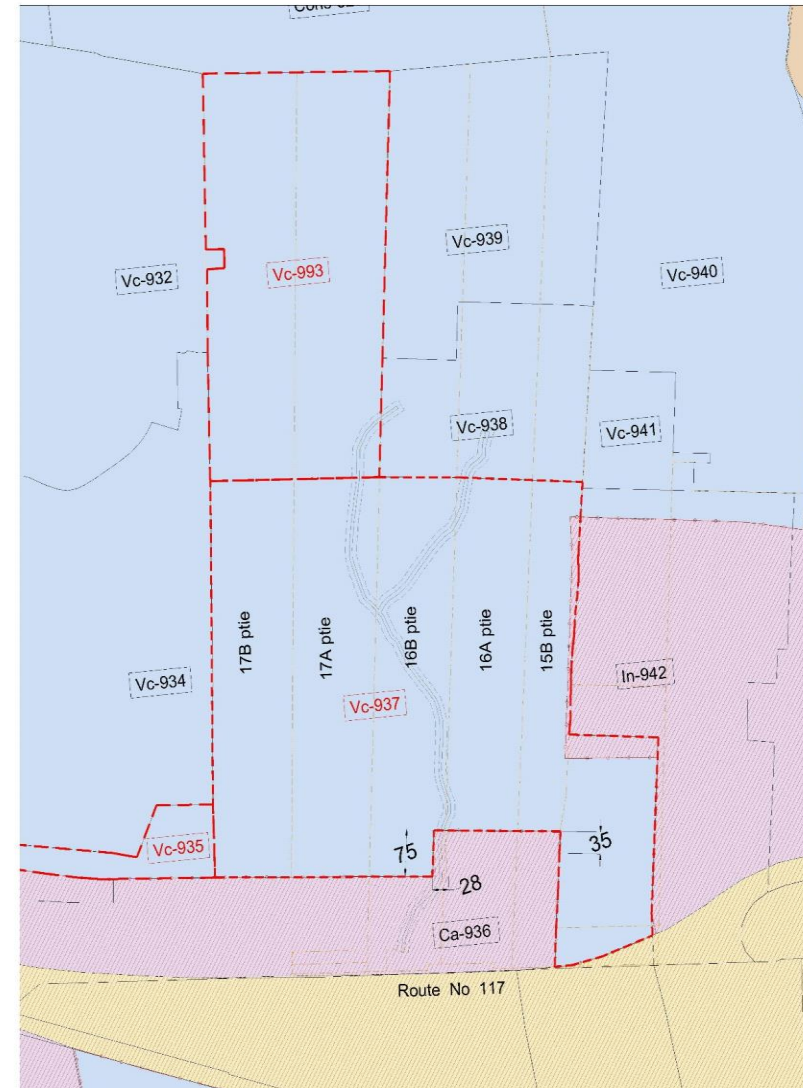 Vc-939
Vc-932
Vc-993
Vc-940
Vc-938
Vc-941
17B ptie
17A ptie
16B ptie
16A ptie
15B ptie
Vc-934
In-942
Vc-937
Vc-935
75
35
28
Ca-936
Route No 117